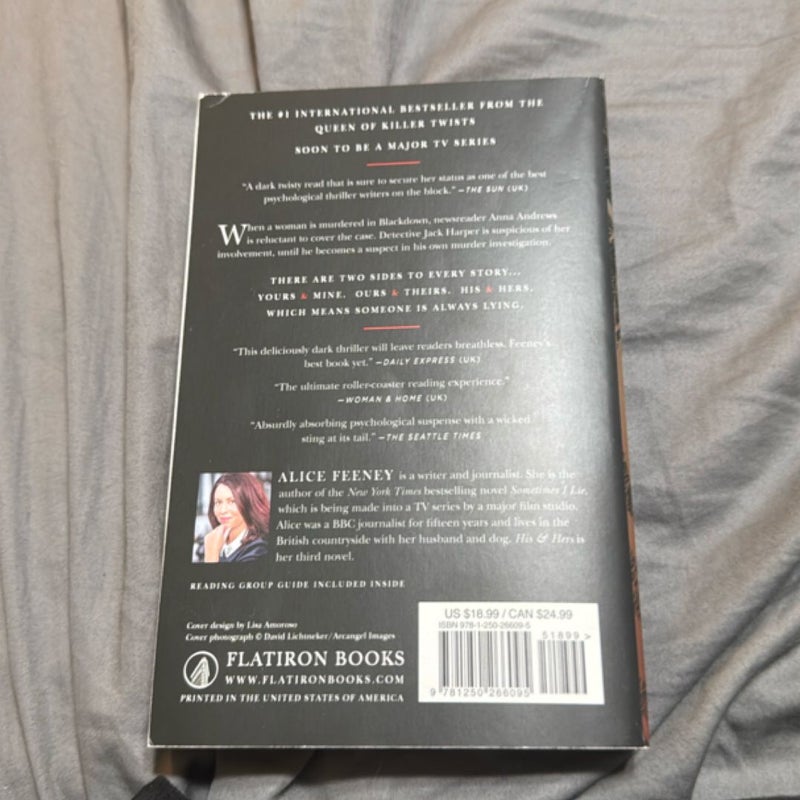 THE #1 INTERNATIONAL BESTSELLER FROM THE
QUEEN OF KILLER TWISTS
SOON TO BE A MAJOR TV SERIES
"A dark twisty read that is sure to secure her status as one of the best
psychological thriller writers on the block." —THE SUN (UK)
When a woman is murdered in Blackdown, newsreader Anna Andrews
is reluctant to cover the case. Detective Jack Harper is suspicious of her
involvement, until he becomes a suspect in his own murder investigation.
THERE ARE TWO SIDES TO EVERY STORY...
YOURS & MINE. OURS & THEIRS. HIS & HERS.
WHICH MEANS SOMEONE IS ALWAYS LYING.
"This deliciously dark thriller will leave readers breathless. Feeney's
best book yet." —DAILY EXPRESS (UK)
"The ultimate roller-coaster reading experience."
—WOMAN & HOME (UK)
"Absurdly absorbing psychological suspense with a wicked
sting at its tail." —THE SEATTLE TIMES
ALICE FEENEY is a writer and journalist. She is the
author of the New York Times bestselling novel Sometimes I Lie,
which is being made into a TV series by a major film studio.
Alice was a BBC journalist for fifteen years and lives in the
British countryside with her husband and dog. His & Hers is
her third novel.
READING GROUP GUIDE INCLUDED INSIDE
Cover design by Lisa Amoroso
Cover photograph © David Lichtneker/Arcangel Images
FLATIRON BOOKS
WWW.FLATIRONBOOKS.COM
PRINTED IN THE UNITED STATES OF AMERICA
US $18.99 / CAN $24.99
ISBN 978-1-250-26609-5
51899>
9 781250 266095